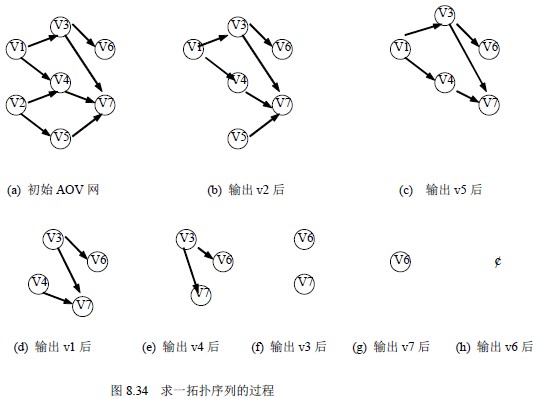 V1 V3 V6 V4 V2 V7 V5
V1 V3 V6 V4 V7 V5
V3 V1 V6 V4 V7
(a) 初始 AOV 网
(b) 输出 v2 后
(c) 输出 v5 后
V3 V6 V4 V7
V3 V6 V7
V6 V7
V6
¢
(d) 输出 v1 后
(e) 输出 v4 后
(f) 输出 v3 后
(g) 输出 v7 后
(h) 输出 v6 后
图 8.34 求一拓扑序列的过程